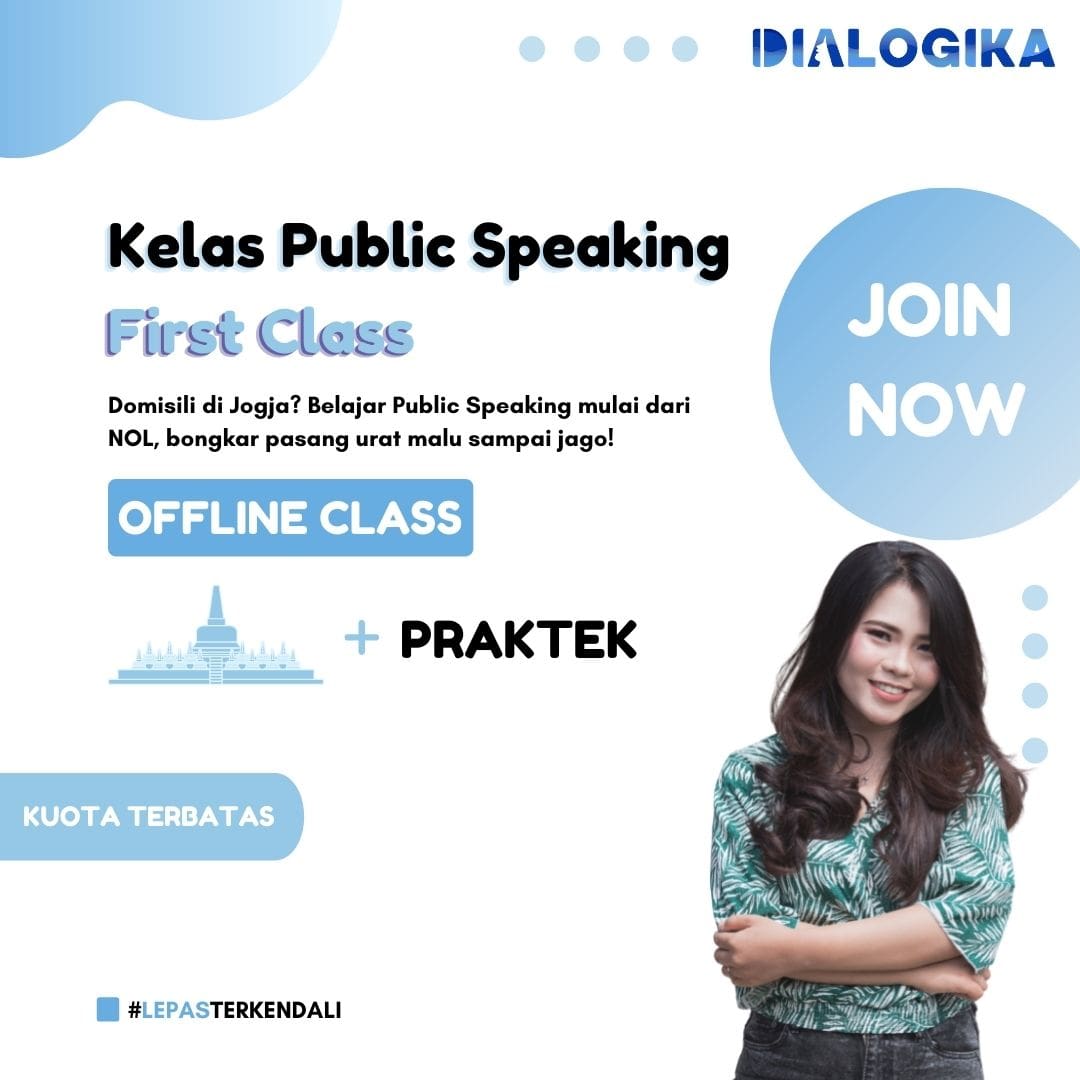 DIALOGIKA
Kelas Public Speaking
First Class
Domisili di Jogja? Belajar Public Speaking mulai dari
NOL, bongkar pasang urat malu sampai jago!
JOIN
NOW
OFFLINE CLASS
+ PRAKTEK
KUOTA TERBATAS
#LEPASTERKENDALI